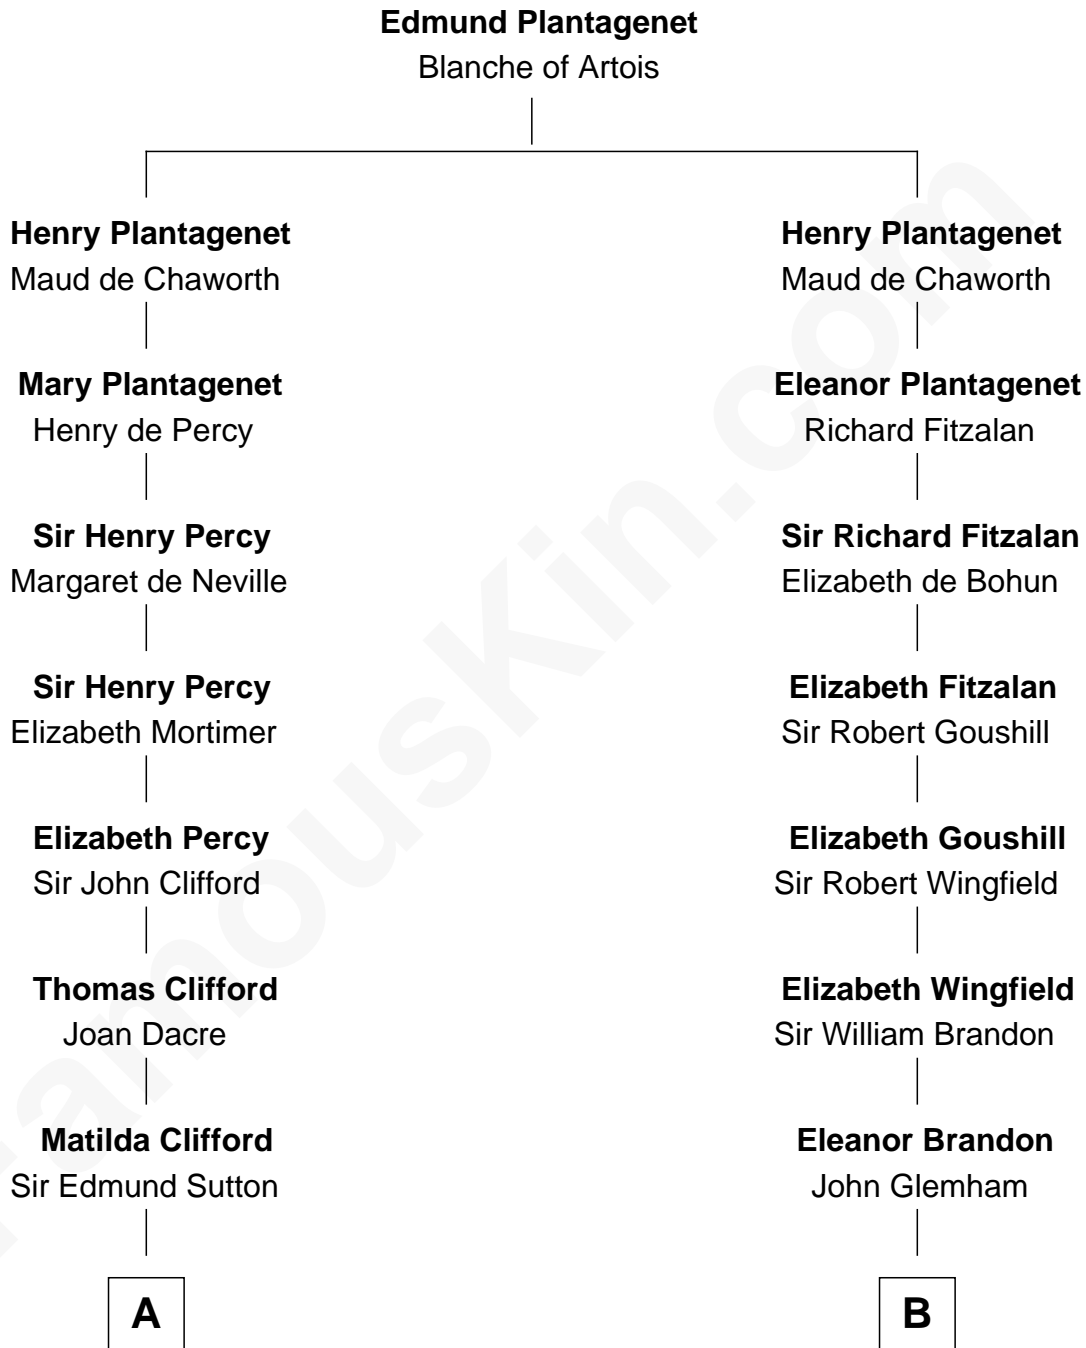 Edmund Plantagenet
Blanche of Artois
Henry Plantagenet
Maud de Chaworth
Mary Plantagenet
Henry de Percy
Sir Henry Percy
Margaret de Neville
Sir Henry Percy
Elizabeth Mortimer
Elizabeth Percy
Sir John Clifford
Thomas Clifford
Joan Dacre
Matilda Clifford
Sir Edmund Sutton
A
Henry Plantagenet
Maud de Chaworth
Eleanor Plantagenet
Richard Fitzalan
Sir Richard Fitzalan
Elizabeth de Bohun
Elizabeth Fitzalan
Sir Robert Goushill
Elizabeth Goushill
Sir Robert Wingfield
Elizabeth Wingfield
Sir William Brandon
Eleanor Brandon
John Glemham
B
FamousKin.com